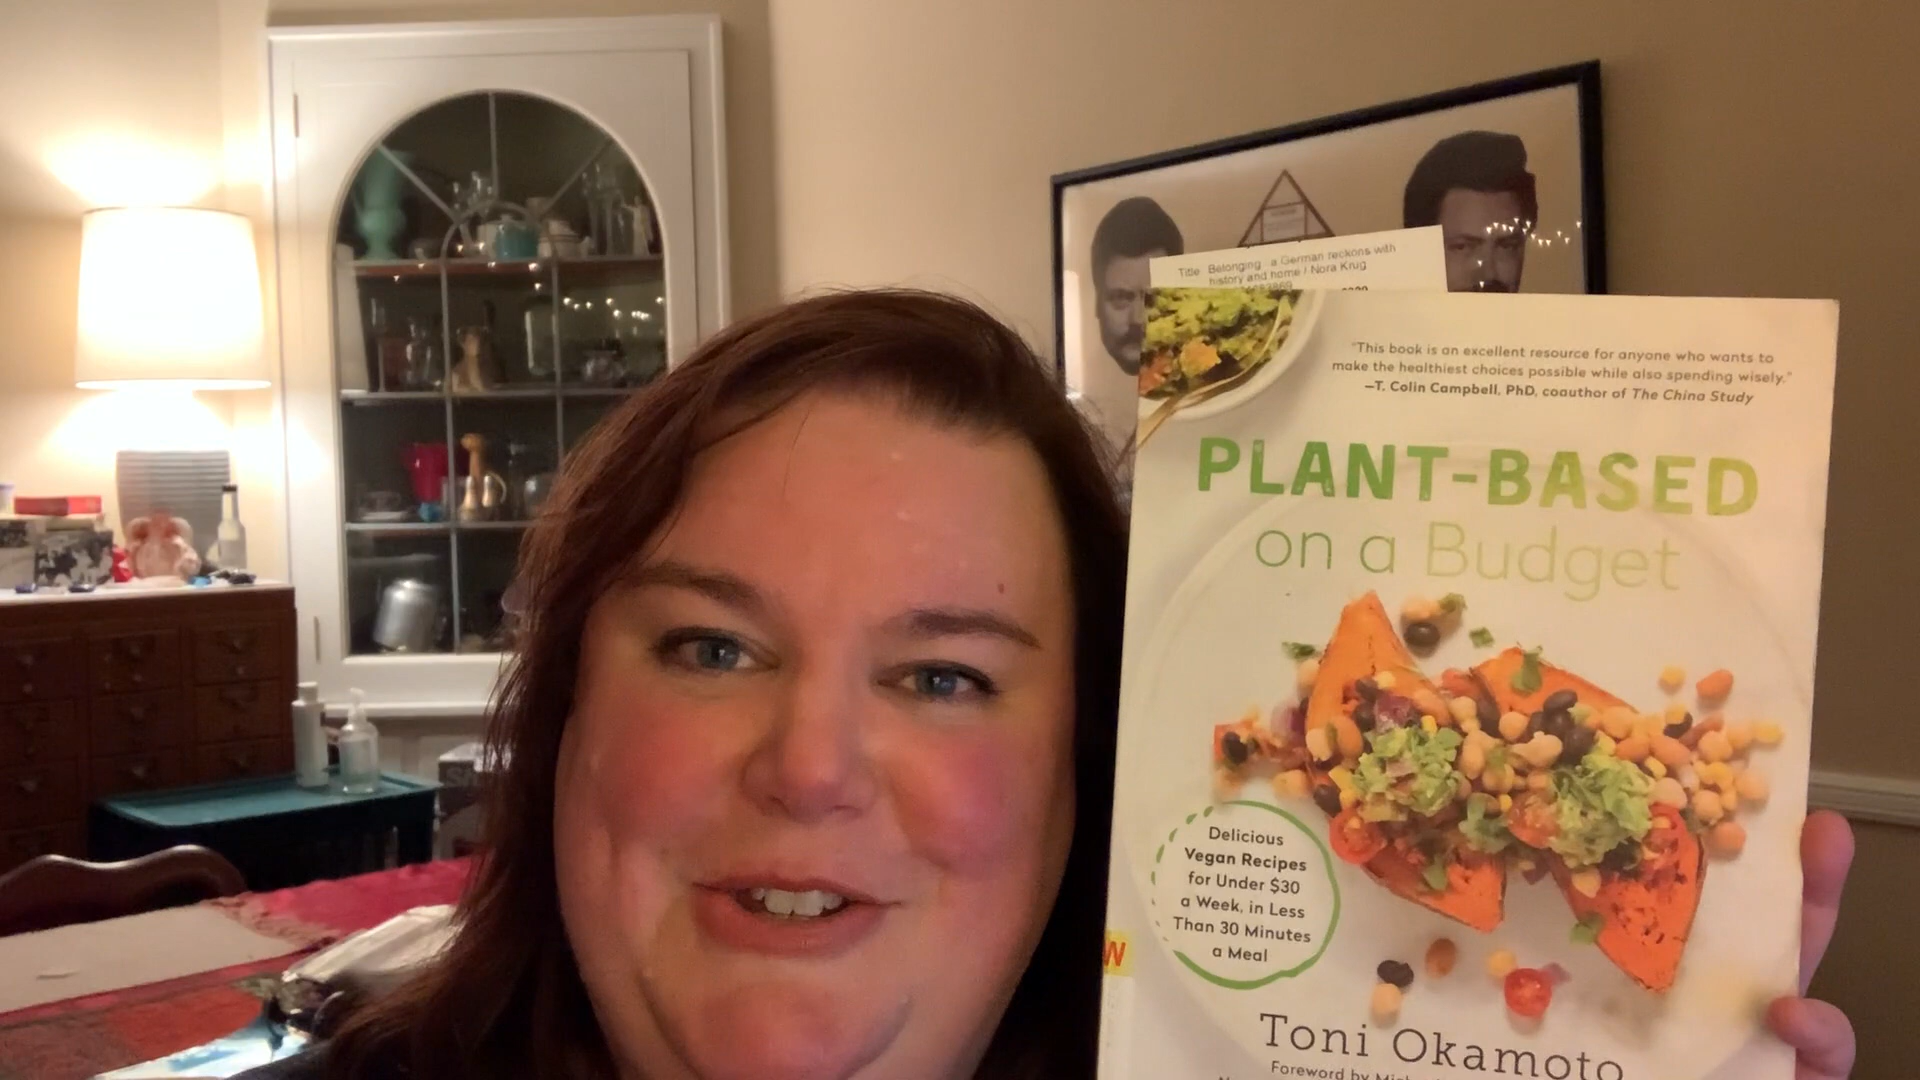 Title Belonging : a German reckons with
history and home / Nora Krug
"This book is an excellent resource for anyone who wants to
make the healthiest choices possible while also spending wisely."
—T. Colin Campbell, PhD, coauthor of The China Study
PLANT-BASED
on a Budget
Delicious
Vegan Recipes
for Under $30
a Week, in Less
Than 30 Minutes
a Meal
W
Toni Okamoto
Foreword by